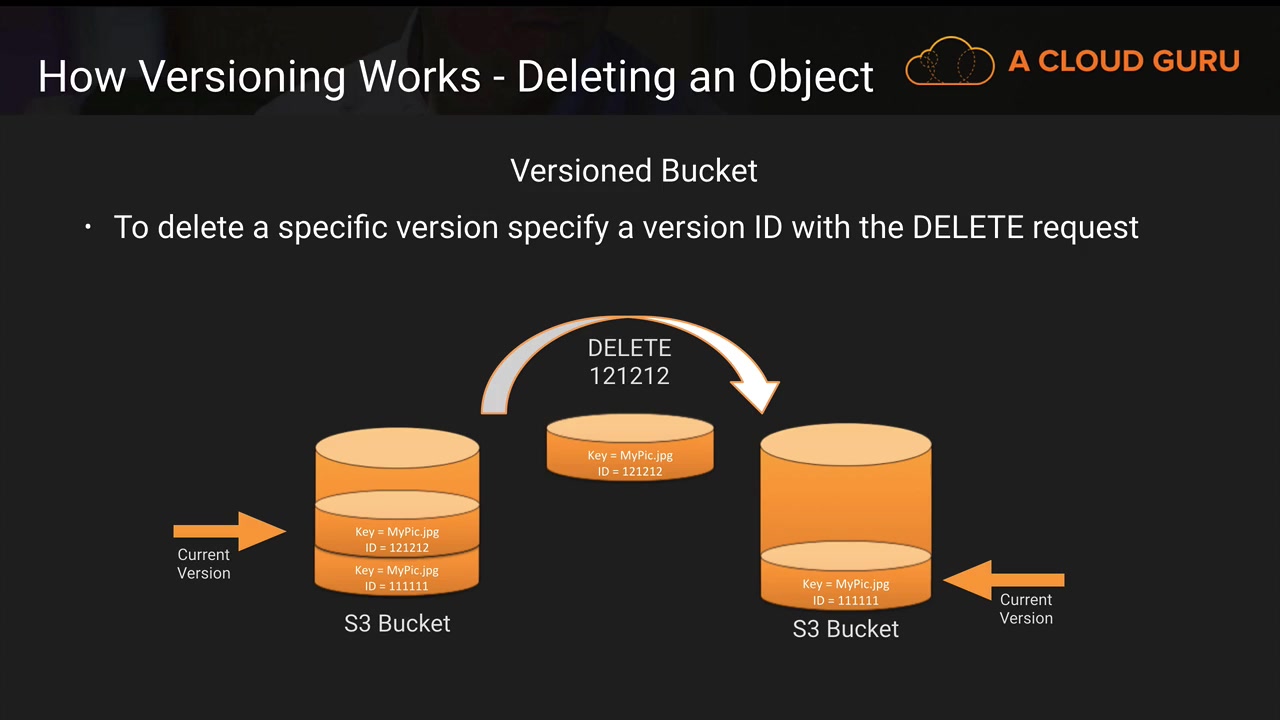 How Versioning Works - Deleting an Object
A CLOUD GURU
Versioned Bucket
· To delete a specific version specify a version ID with the DELETE request
DELETE
121212
Key = MyPic.jpg
ID = 121212
Current
Version
Key = MyPic.jpg
ID = 121212
Key = MyPic.jpg
ID = 111111
S3 Bucket
Key = MyPic.jpg
ID = 111111
S3 Bucket
Current
Version